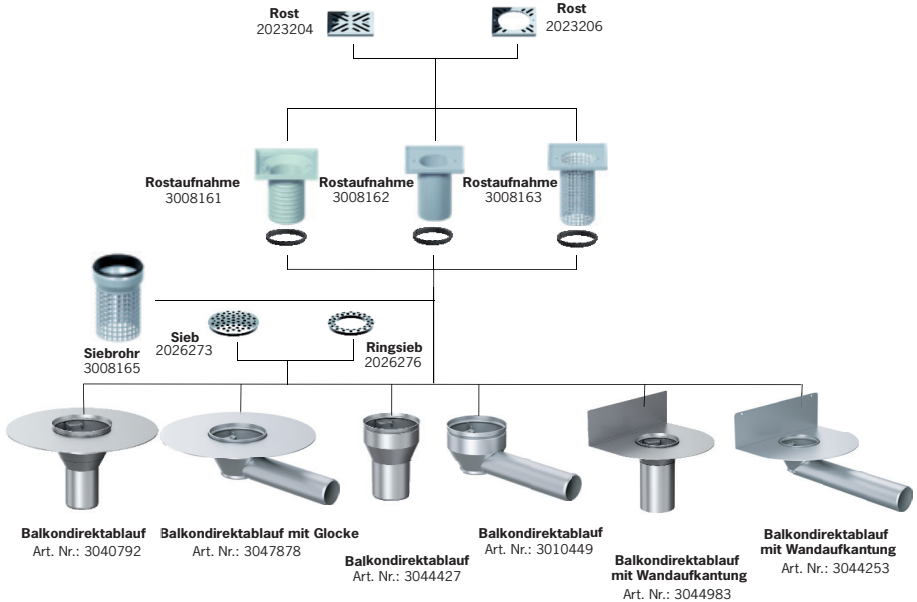 Rost
2023204
Rost
2023206
Rostaufnahme
3008161
Rostaufnahme
3008162
Rostaufnahme
3008163
Siebrohr
3008165
Sieb
2026273
Ringsieb
2026276
Balkondirektablauf
Art. Nr.: 3040792
Balkondirektablauf mit Glocke
Art. Nr.: 3047878
Balkondirektablauf
Art. Nr.: 3044427
Balkondirektablauf
Art. Nr.: 3010449
Balkondirektablauf
mit Wandaufkantung
Art. Nr.: 3044983
Balkondirektablauf
mit Wandaufkantung
Art. Nr.: 3044253